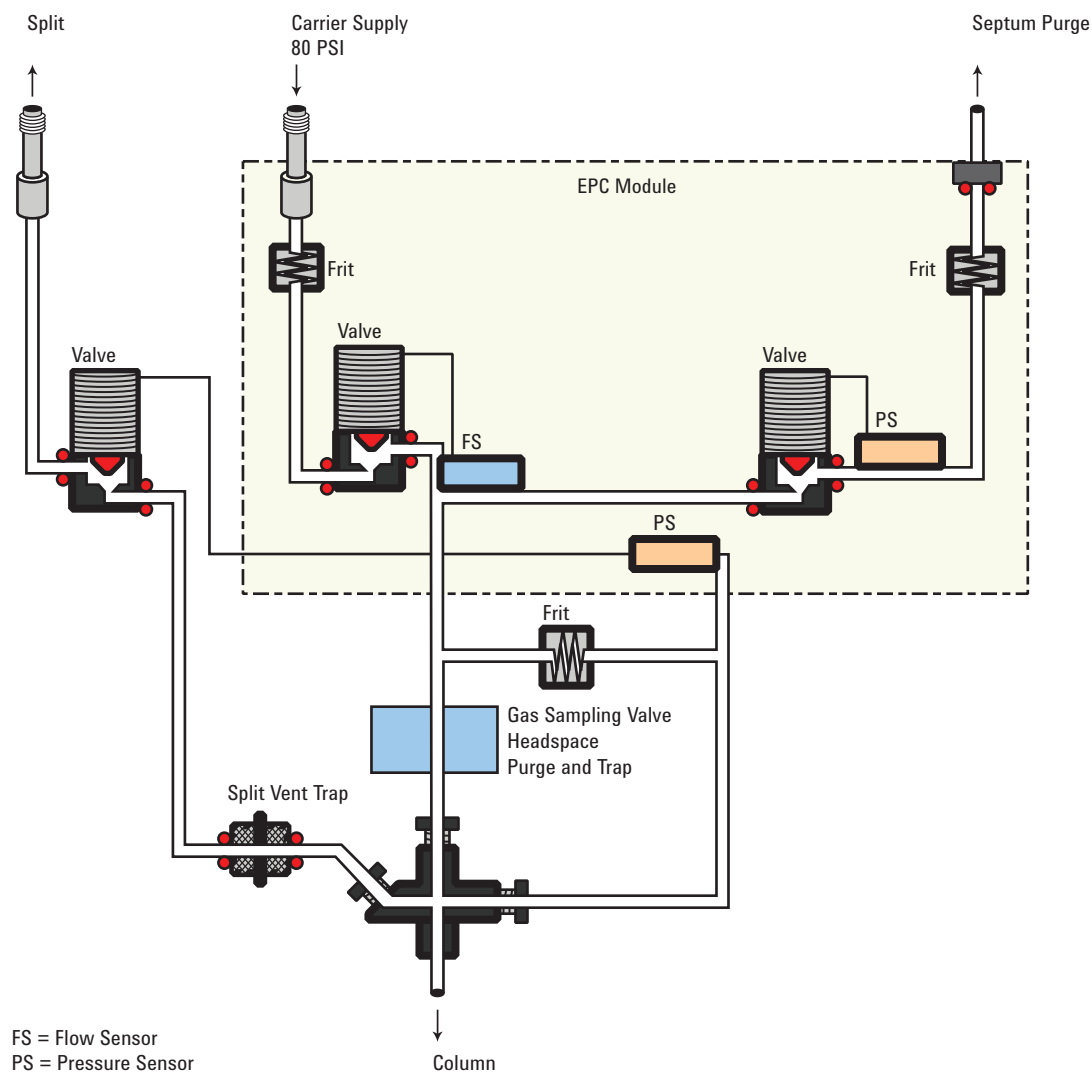 Split
Carrier Supply
80 PSI
Septum Purge
EPC Module
Frit
Frit
Valve
Valve
Valve
PS
FS
PS
Frit
Gas Sampling Valve
Headspace
Purge and Trap
Split Vent Trap
FS = Flow Sensor
PS = Pressure Sensor
Column